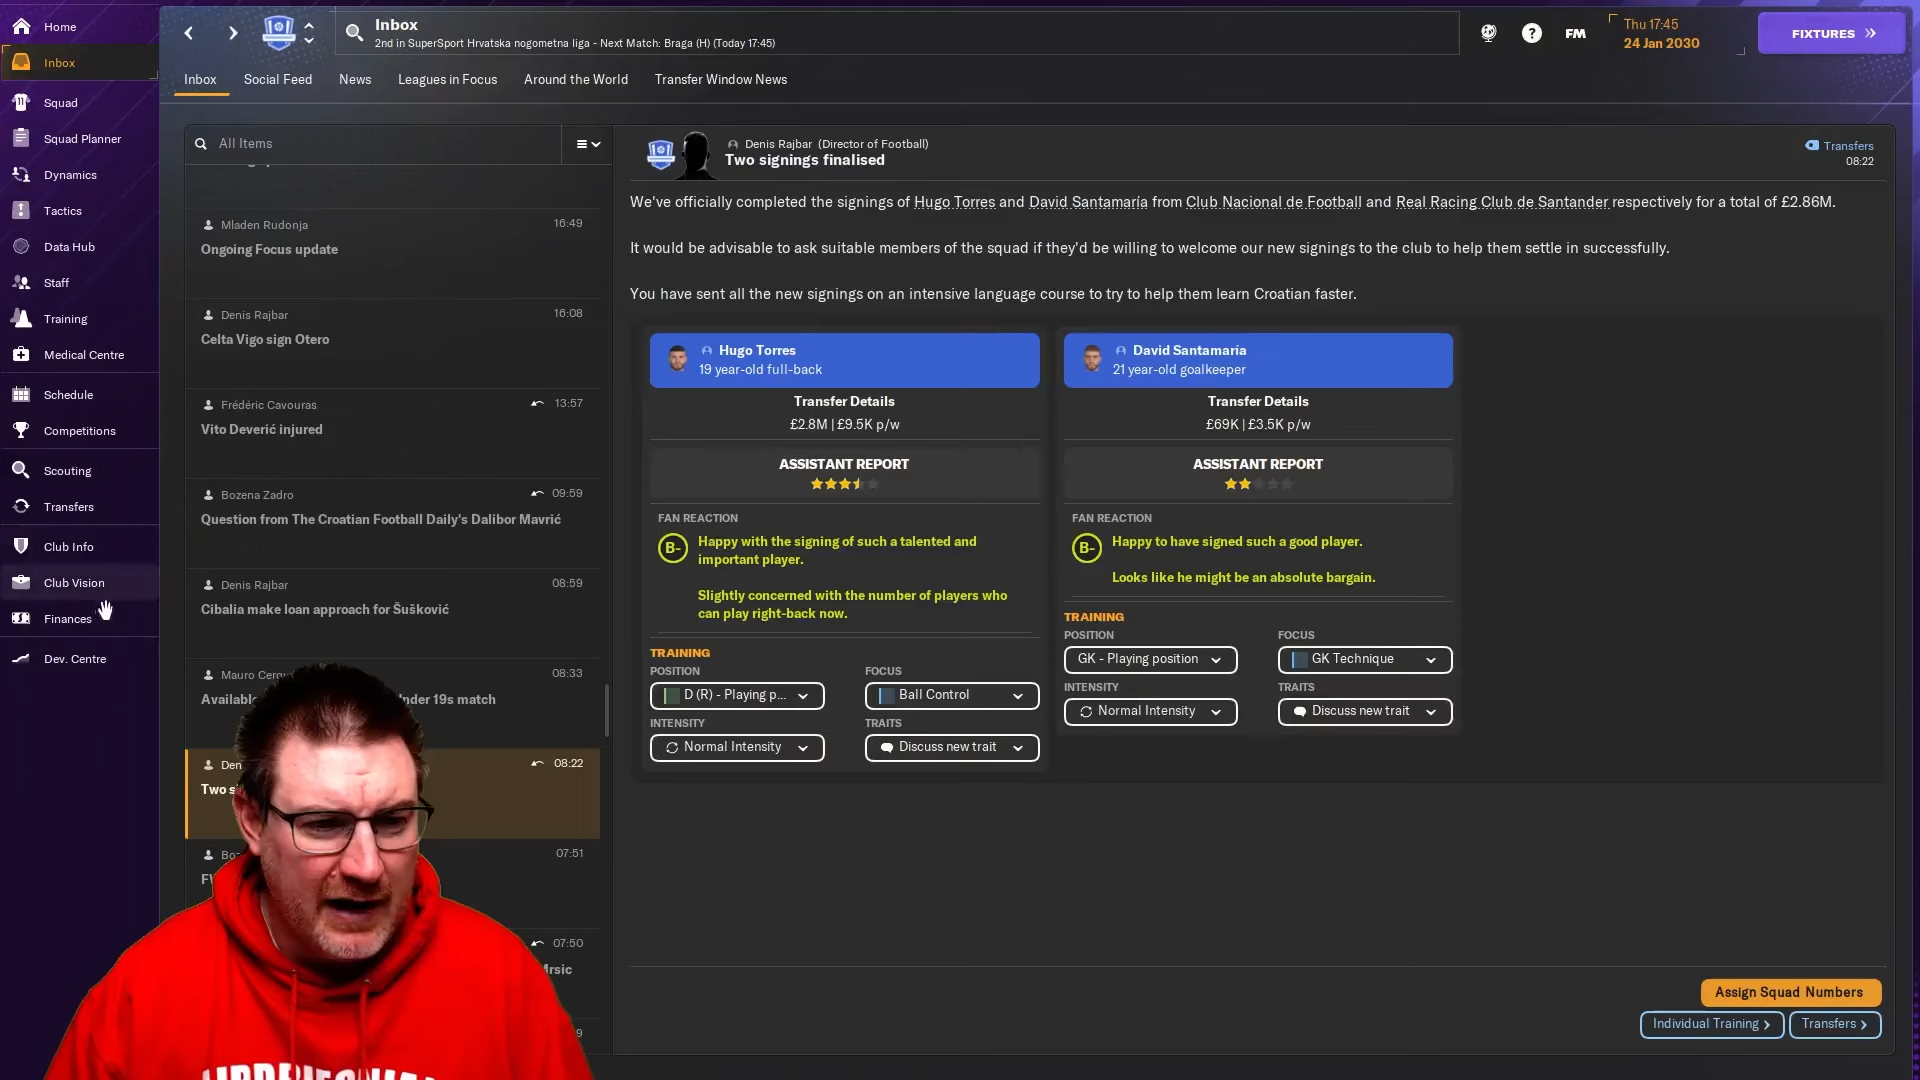 Home
Inbox
Squad
Squad Planner
Dynamics
Tactics
Data Hub
Staff
Training
Medical Centre
Schedule
Competitions
Scouting
Transfers
Club Info
Club Vision
Finances
Dev. Centre
Inbox
2nd in SuperSport Hrvatska nogometna liga - Next Match: Braga (H) (Today 17:45)
FM
Thu 17:45
24 Jan 2030
FIXTURES
Inbox
Social Feed
News
Leagues in Focus
Around the World
Transfer Window News
All Items
Mladen Rudonja
16:49
Ongoing Focus update
Denis Rajbar
16:08
Celta Vigo sign Otero
Frédéric Cavouras
13:57
Vito Deverić injured
Bozena Zadro
09:59
Question from The Croatian Football Daily's Dalibor Mavrić
Denis Rajbar
08:59
Cibalia make loan approach for Šušković
Mauro
08:33
08:22
07:51
07:50
Denis Rajbar (Director of Football)
Two signings finalised
Transfers
08:22
We've officially completed the signings of Hugo Torres and David Santamaría from Club Nacional de Football and Real Racing Club de Santander respectively for a total of £2.86M.
It would be advisable to ask suitable members of the squad if they'd be willing to welcome our new signings to the club to help them settle in successfully.
You have sent all the new signings on an intensive language course to try to help them learn Croatian faster.
Hugo Torres
19 year-old full-back
Transfer Details
£2.8M | £9.5K p/w
ASSISTANT REPORT
FAN REACTION
B-
Happy with the signing of such a talented and
important player.
Slightly concerned with the number of players who
can play right-back now.
TRAINING
POSITION
FOCUS
D (R) - Playing p...
Ball Control
INTENSITY
TRAITS
Normal Intensity
Discuss new trait
David Santamaría
21 year-old goalkeeper
Transfer Details
£69K | £3.5K p/w
ASSISTANT REPORT
FAN REACTION
B-
Happy to have signed such a good player.
Looks like he might be an absolute bargain.
TRAINING
POSITION
FOCUS
GK - Playing position
GK Technique
INTENSITY
TRAITS
Normal Intensity
Discuss new trait
Assign Squad Numbers
Individual Training
Transfers